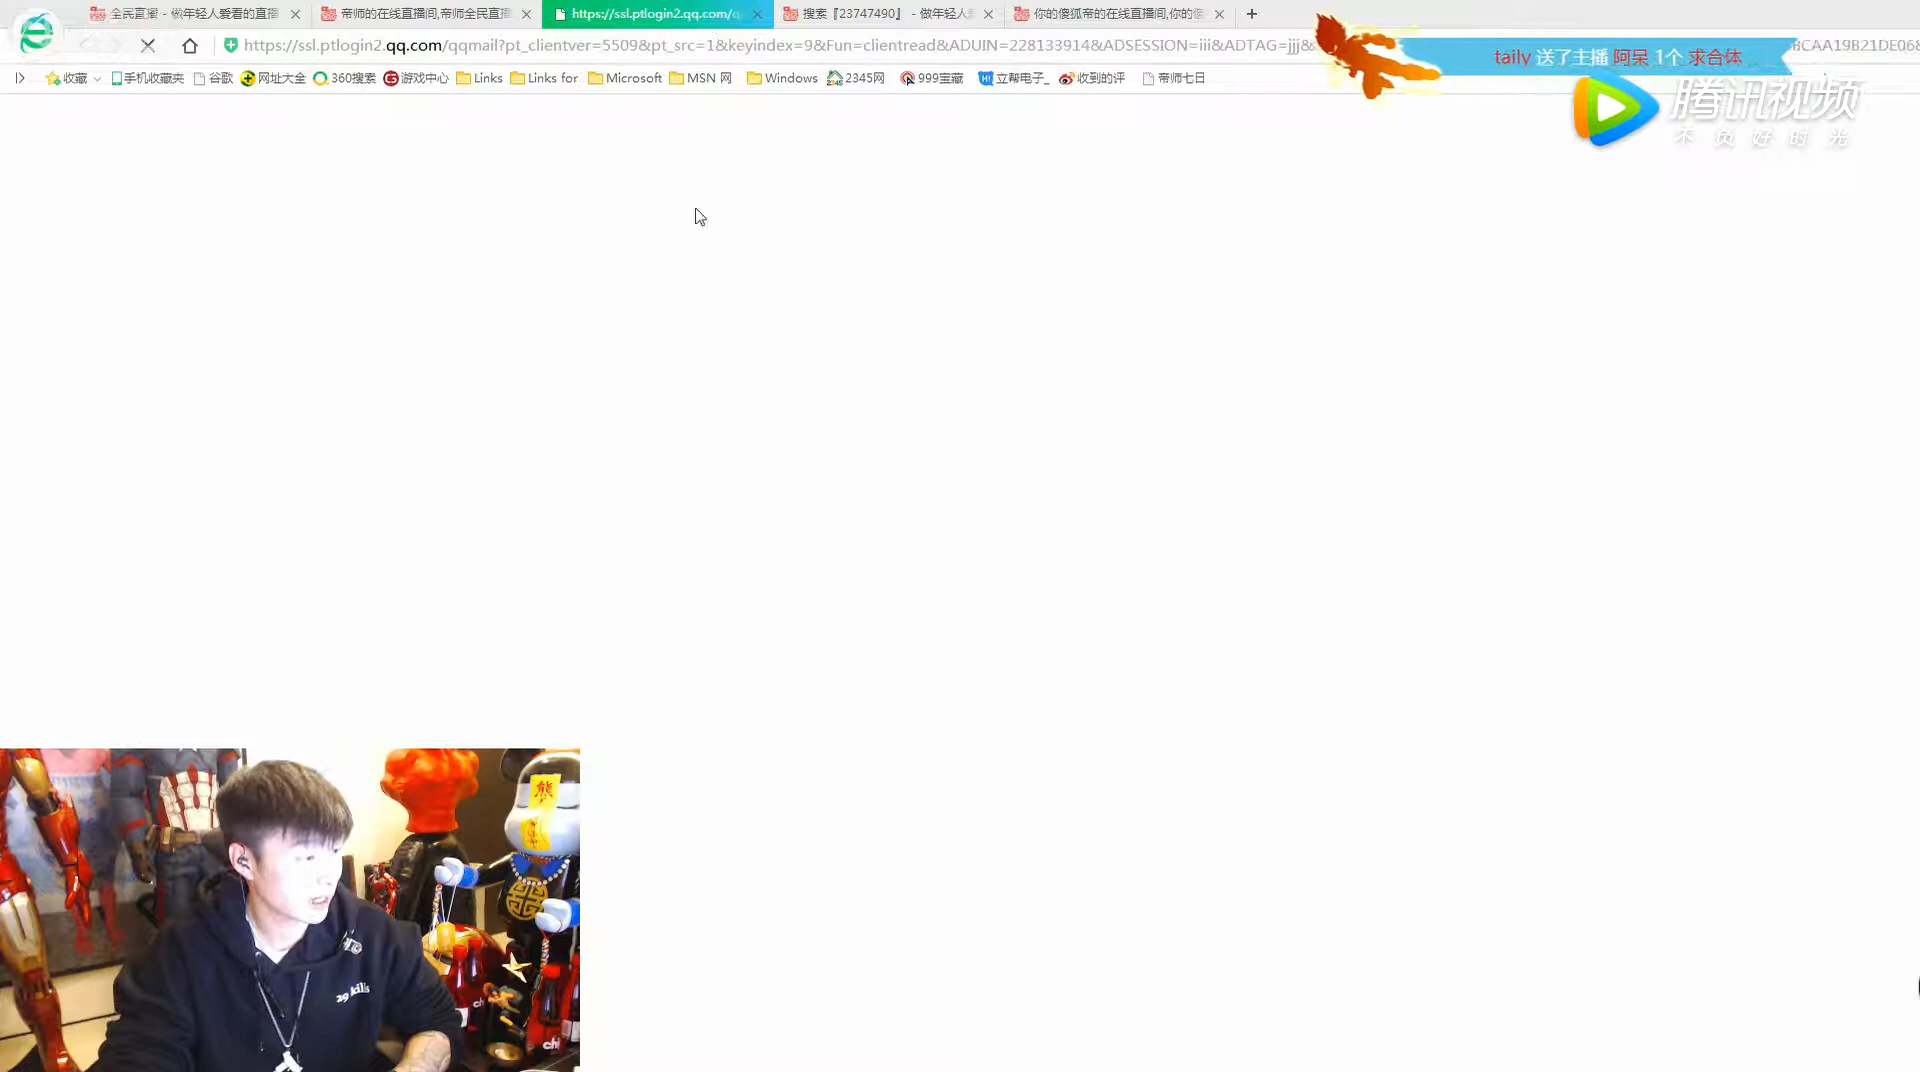 全民直播 - 做年轻人爱看的直播
帝师的在线直播间,帝师全民直播
https://ssl.ptlogin2.qq.com/q
搜索『23747490』 - 做年轻人
你的傻狐帝的在线直播间,你的傻
https://ssl.ptlogin2.qq.com/qqmail?pt_clientver=5509&pt_src=1&keyindex=9&Fun=clientread&ADUIN=228133914&ADSESSION=iii&ADTAG=jjj&
CAA19B21DE068
taily 送了主播 阿呆 1个 求合体
收藏 手机收藏夹 谷歌 网址大全 360搜索 游戏中心 Links Links for Microsoft MSN 网 Windows 2345网 999宝藏 立帮电子_ 收到的评 帝师七日
腾讯视频
不负好时光
熊
29 kills
chi